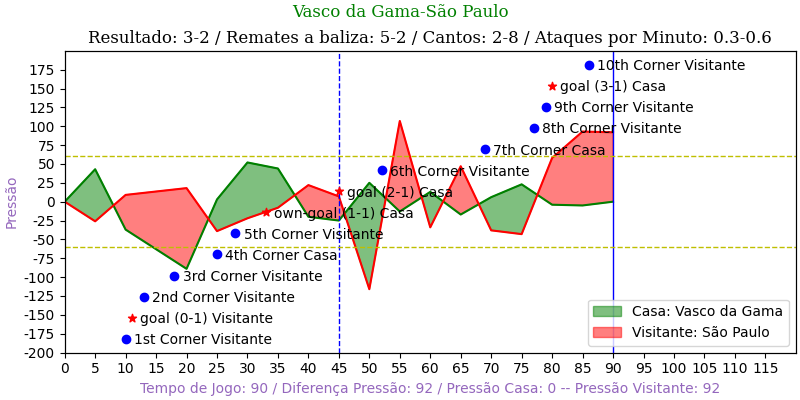 Vasco da Gama-São Paulo
Resultado: 3-2 / Remates a baliza: 5-2 / Cantos: 2-8 / Ataques por Minuto: 0.3-0.6
Pressão
175
150
125
100
75
50
25
0
-25
-50
-75
-100
-125
-150
-175
-200
10th Corner Visitante
goal (3-1) Casa
9th Corner Visitante
8th Corner Visitante
7th Corner Casa
6th Corner Visitante
goal (2-1) Casa
own-goal (1-1) Casa
5th Corner Visitante
4th Corner Casa
3rd Corner Visitante
2nd Corner Visitante
goal (0-1) Visitante
1st Corner Visitante
Casa: Vasco da Gama
Visitante: São Paulo
0 5 10 15 20 25 30 35 40 45 50 55 60 65 70 75 80 85 90 95 100 105 110 115
Tempo de Jogo: 90 / Diferença Pressão: 92 / Pressão Casa: 0 -- Pressão Visitante: 92